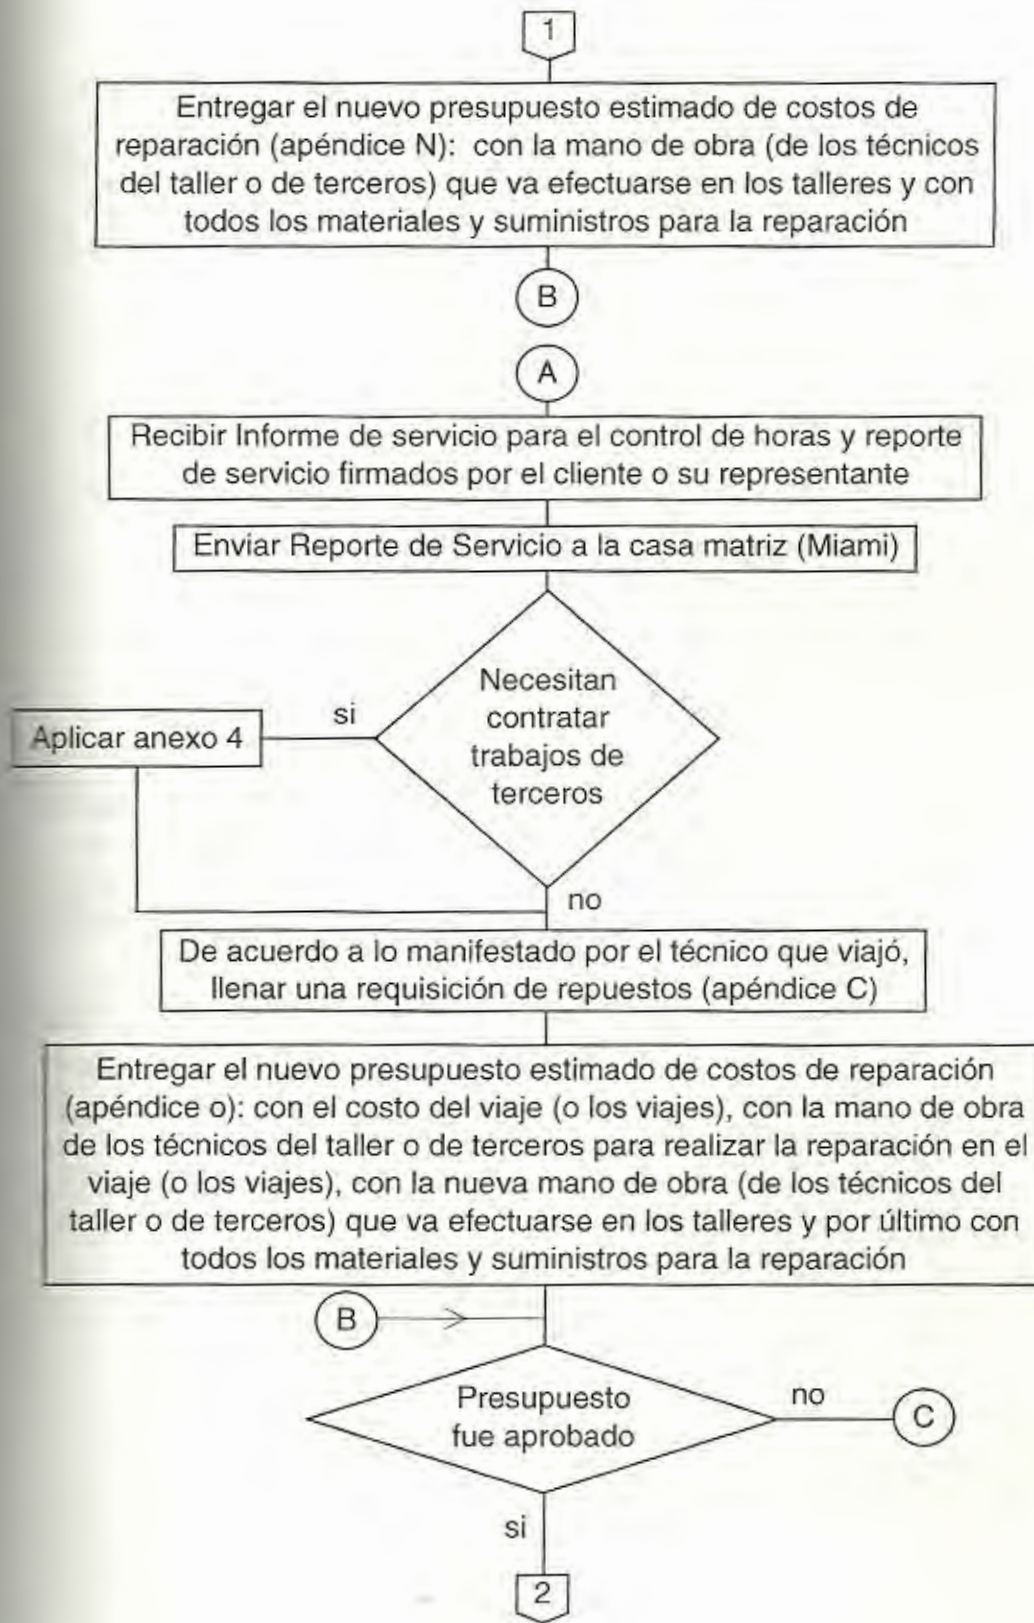 1
Entregar el nuevo presupuesto estimado de costos de
reparación (apéndice N): con la mano de obra (de los técnicos
del taller o de terceros) que va efectuarse en los talleres y con
todos los materiales y suministros para la reparación
B
A
Recibir Informe de servicio para el control de horas y reporte
de servicio firmados por el cliente o su representante
Enviar Reporte de Servicio a la casa matriz (Miami)
Necesitan
contratar
trabajos de
terceros
si
Aplicar anexo 4
no
De acuerdo a lo manifestado por el técnico que viajó,
llenar una requisición de repuestos (apéndice C)
Entregar el nuevo presupuesto estimado de costos de reparación
(apéndice o): con el costo del viaje (o los viajes), con la mano de obra
de los técnicos del taller o de terceros para realizar la reparación en el
viaje (o los viajes), con la nueva mano de obra (de los técnicos del
taller o de terceros) que va efectuarse en los talleres y por último con
todos los materiales y suministros para la reparación
B
Presupuesto
fue aprobado
no
C
si
2